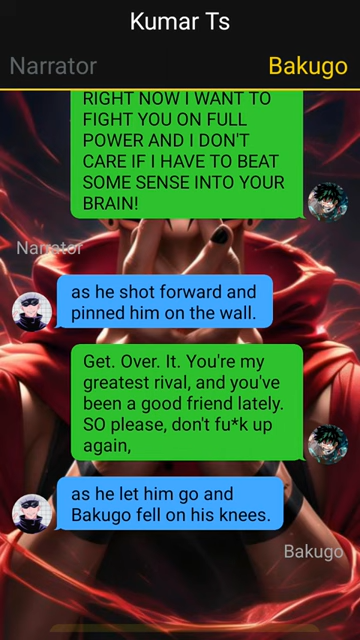 Kumar Ts
Narrator
Bakugo
RIGHT NOW I WANT TO
FIGHT YOU ON FULL
POWER AND I DON'T
CARE IF I HAVE TO BEAT
SOME SENSE INTO YOUR
BRAIN!
Narrator
as he shot forward and
pinned him on the wall.
Get. Over. It. You're my
greatest rival, and you've
been a good friend lately.
SO please, don't fu*k up
again,
as he let him go and
Bakugo fell on his knees.
Bakugo